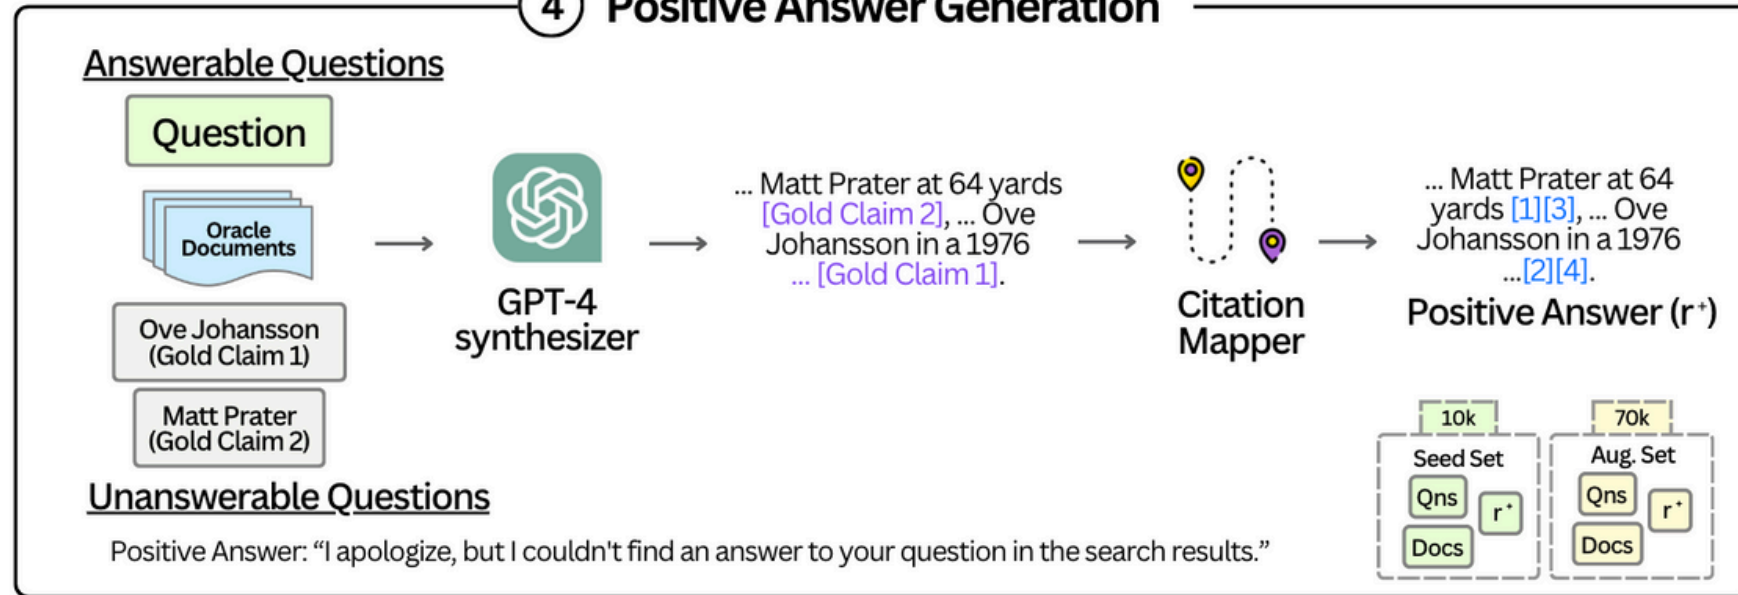 4 Positive Answer Generation
Answerable Questions
Question
Oracle
Documents
Ove Johansson
(Gold Claim 1)
Matt Prater
(Gold Claim 2)
GPT-4
synthesizer
... Matt Prater at 64 yards
[Gold Claim 2], ... Ove
Johansson in a 1976
... [Gold Claim 1].
Citation
Mapper
... Matt Prater at 64
yards [1][3], ... Ove
Johansson in a 1976
...[2][4].
Positive Answer (r⁺)
Unanswerable Questions
Positive Answer: “I apologize, but I couldn't find an answer to your question in the search results.”
10k
Seed Set
Qns
r⁺
Docs
70k
Aug. Set
Qns
r⁺
Docs